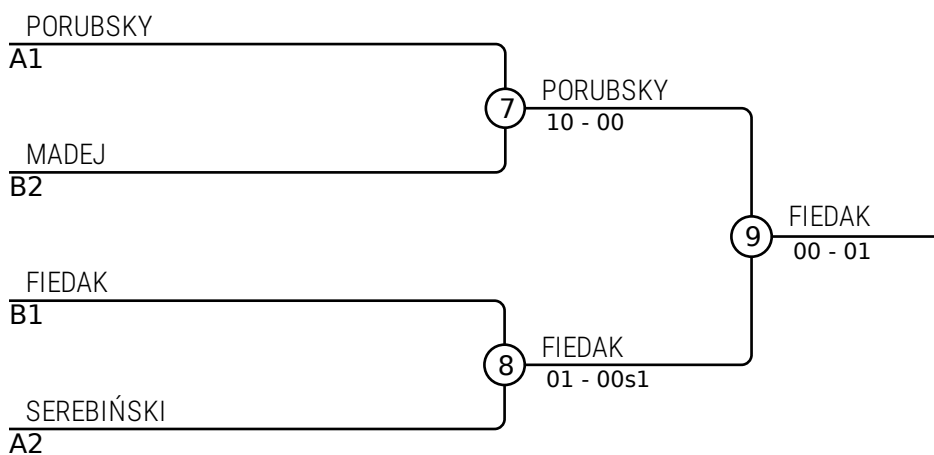 PORUBSKY
A1
7
PORUBSKY
10 - 00
MADEJ
B2
9
FIEDAK
00 - 01
FIEDAK
B1
8
FIEDAK
01 - 00s1
SEREBIŃSKI
A2